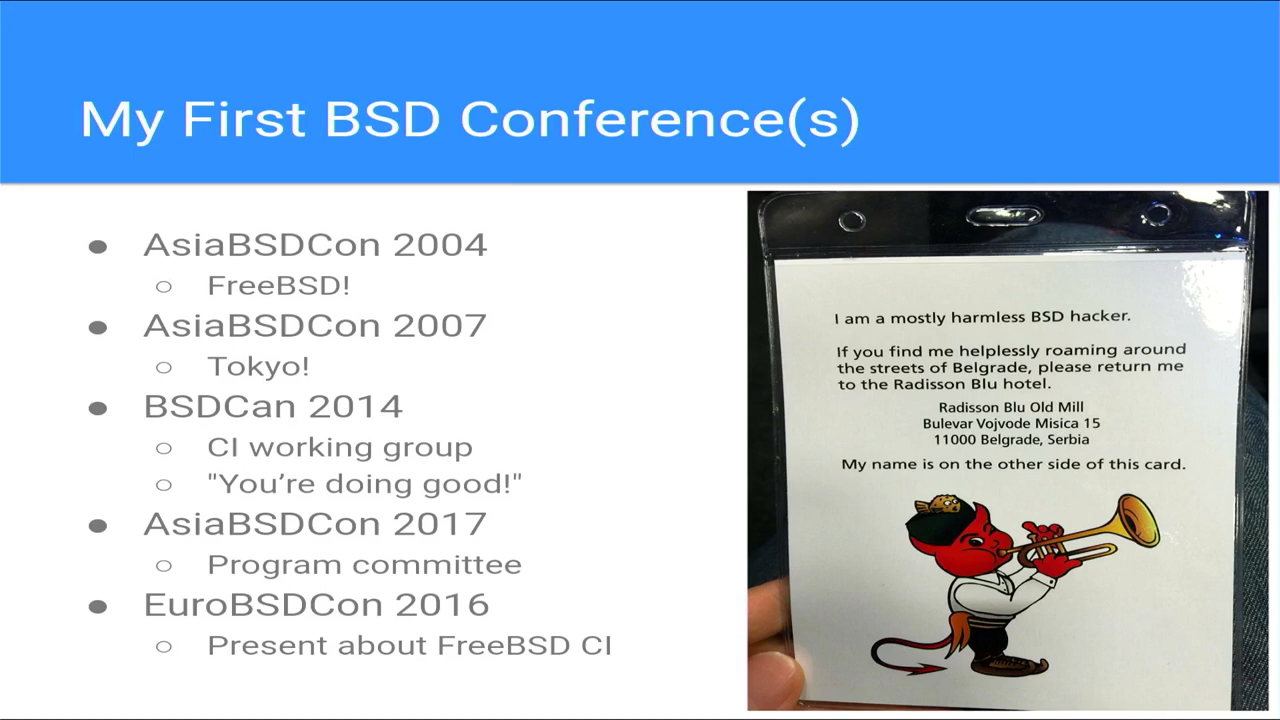 My First BSD Conference(s)
● AsiaBSDCon 2004
○ FreeBSD!
● AsiaBSDCon 2007
○ Tokyo!
● BSDCan 2014
○ CI working group
○ "You’re doing good!"
● AsiaBSDCon 2017
○ Program committee
● EuroBSDCon 2016
○ Present about FreeBSD CI
I am a mostly harmless BSD hacker.
If you find me helplessly roaming around
the streets of Belgrade, please return me
to the Radisson Blu hotel.
Radisson Blu Old Mill
Bulevar Vojvode Misica 15
11000 Belgrade, Serbia
My name is on the other side of this card.